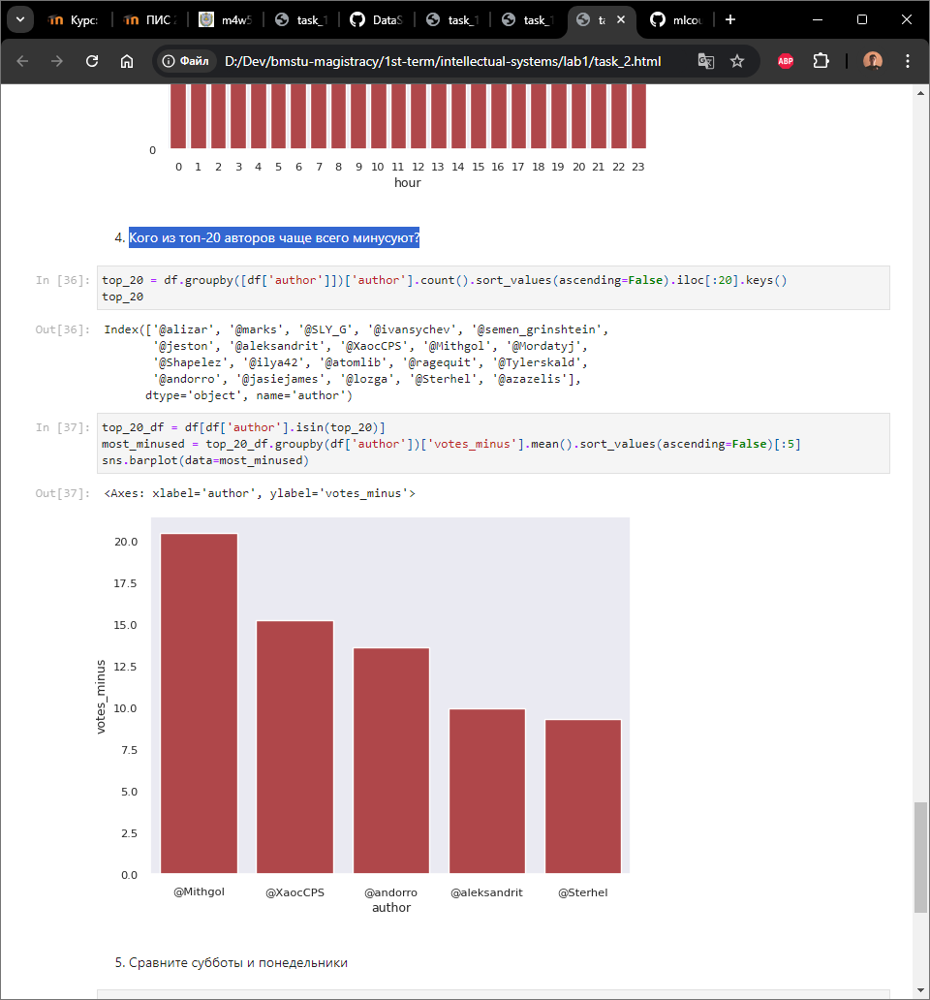 Курс:
ПИС
m4w5
task_1
DataS
task_1
task_1
ta
mlcou
Файл
D:/Dev/bmstu-magistracy/1st-term/intellectual-systems/lab1/task_2.html
ABP
0
0 1 2 3 4 5 6 7 8 9 10 11 12 13 14 15 16 17 18 19 20 21 22 23
hour
4. Кого из топ-20 авторов чаще всего минусуют?
In [36]: top_20 = df.groupby([df['author']])['author'].count().sort_values(ascending=False).iloc[:20].keys()
top_20
Out[36]: Index(['@alizar', '@marks', '@SLY_G', '@ivansychev', '@semen_grinshtein',
'@jeston', '@aleksandrit', '@XaocCPS', '@Mithgol', '@Mordatyj',
'@Shapelez', '@ilya42', '@atomlib', '@ragequit', '@Tylerskald',
'@andorro', '@jasiejames', '@lozga', '@Sterhel', '@azazelis'],
dtype='object', name='author')
In [37]: top_20_df = df[df['author'].isin(top_20)]
most_minused = top_20_df.groupby(df['author'])['votes_minus'].mean().sort_values(ascending=False)[:5]
sns.barplot(data=most_minused)
Out[37]: <Axes: xlabel='author', ylabel='votes_minus'>
20.0
17.5
15.0
12.5
10.0
7.5
5.0
2.5
0.0
votes_minus
@Mithgol @XaocCPS @andorro @aleksandrit @Sterhel
author
5. Сравните субботы и понедельники